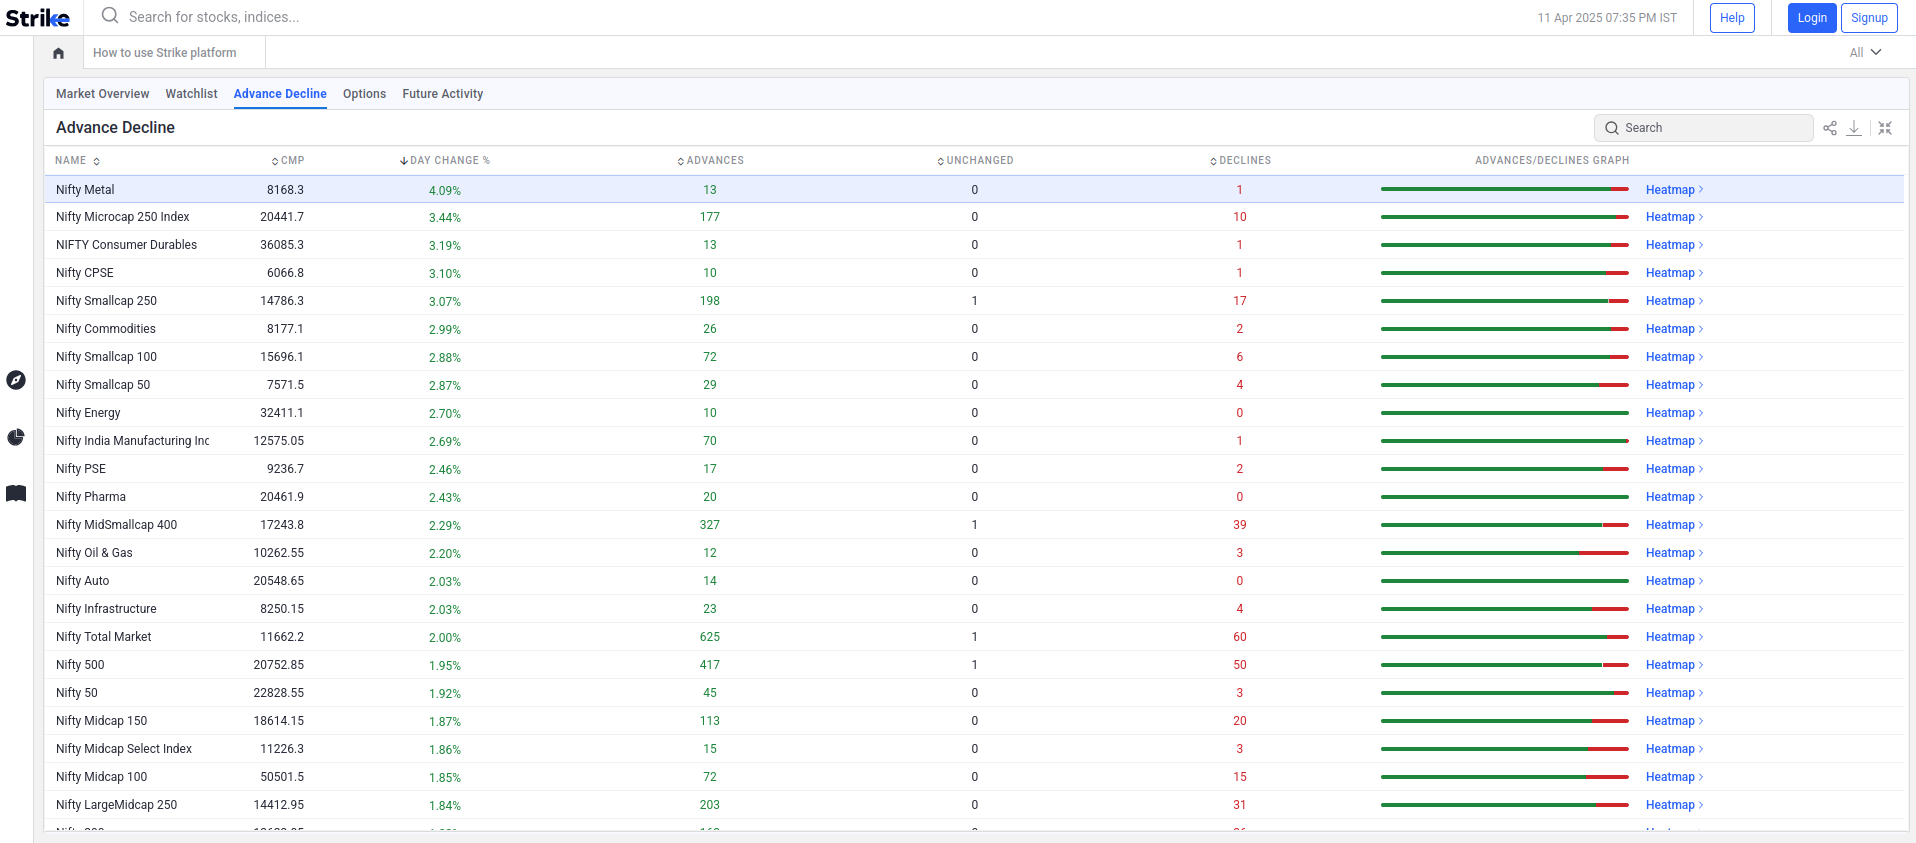 Strike
Search for stocks, indices...
11 Apr 2025 07:35 PM IST
Help
Login
Signup
How to use Strike platform
All
Market Overview Watchlist Advance Decline Options Future Activity
Advance Decline
Search
NAME CMP DAY CHANGE % ADVANCES UNCHANGED DECLINES ADVANCES/DECLINES GRAPH
Nifty Metal 8168.3 4.09% 13 0 1 Heatmap
Nifty Microcap 250 Index 20441.7 3.44% 177 0 10 Heatmap
NIFTY Consumer Durables 36085.3 3.19% 13 0 1 Heatmap
Nifty CPSE 6066.8 3.10% 10 0 1 Heatmap
Nifty Smallcap 250 14786.3 3.07% 198 1 17 Heatmap
Nifty Commodities 8177.1 2.99% 26 0 2 Heatmap
Nifty Smallcap 100 15696.1 2.88% 72 0 6 Heatmap
Nifty Smallcap 50 7571.5 2.87% 29 0 4 Heatmap
Nifty Energy 32411.1 2.70% 10 0 0 Heatmap
Nifty India Manufacturing Inc 12575.05 2.69% 70 0 1 Heatmap
Nifty PSE 9236.7 2.46% 17 0 2 Heatmap
Nifty Pharma 20461.9 2.43% 20 0 0 Heatmap
Nifty MidSmallcap 400 17243.8 2.29% 327 1 39 Heatmap
Nifty Oil & Gas 10262.55 2.20% 12 0 3 Heatmap
Nifty Auto 20548.65 2.03% 14 0 0 Heatmap
Nifty Infrastructure 8250.15 2.03% 23 0 4 Heatmap
Nifty Total Market 11662.2 2.00% 625 1 60 Heatmap
Nifty 500 20752.85 1.95% 417 1 50 Heatmap
Nifty 50 22828.55 1.92% 45 0 3 Heatmap
Nifty Midcap 150 18614.15 1.87% 113 0 20 Heatmap
Nifty Midcap Select Index 11226.3 1.86% 15 0 3 Heatmap
Nifty Midcap 100 50501.5 1.85% 72 0 15 Heatmap
Nifty LargeMidcap 250 14412.95 1.84% 203 0 31 Heatmap